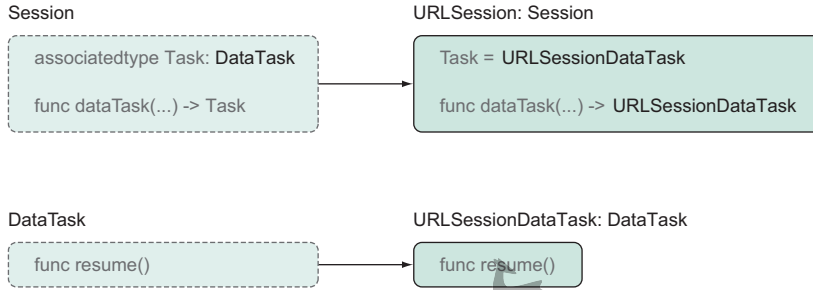 Session
associatedtype Task: DataTask
func dataTask(...) -> Task
URLSession: Session
Task = URLSessionDataTask
func dataTask(...) -> URLSessionDataTask
DataTask
func resume()
URLSessionDataTask: DataTask
func resume()